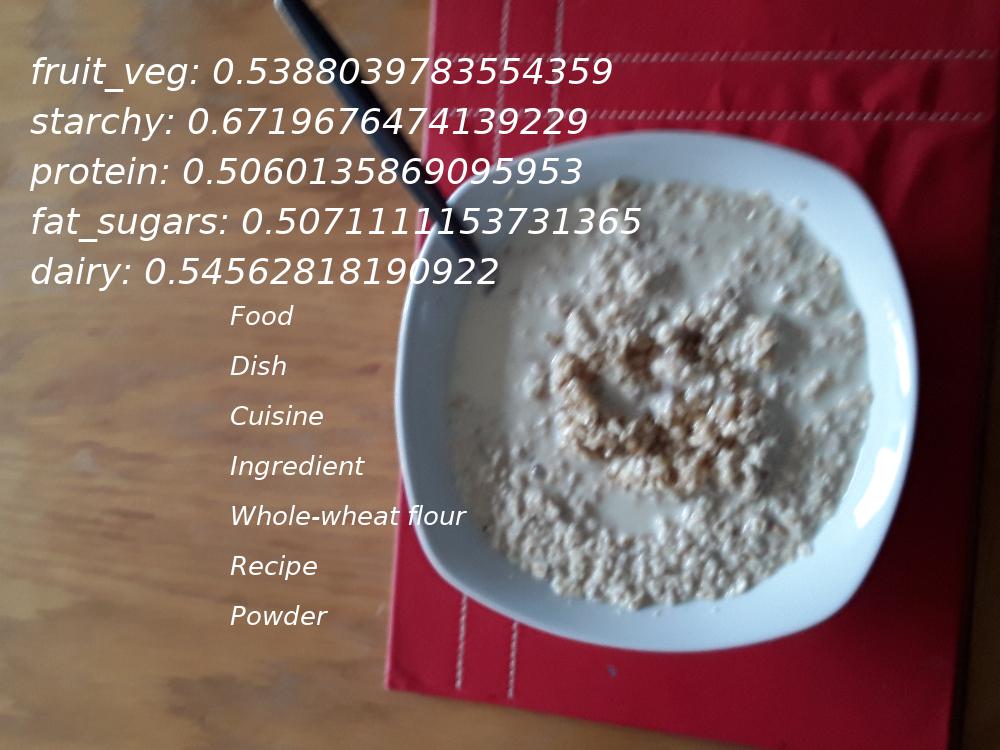 fruit_veg: 0.5388039783554359
starchy: 0.6719676474139229
protein: 0.5060135869095953
fat_sugars: 0.5071111153731365
dairy: 0.54562818190922
Food
Dish
Cuisine
Ingredient
Whole-wheat flour
Recipe
Powder